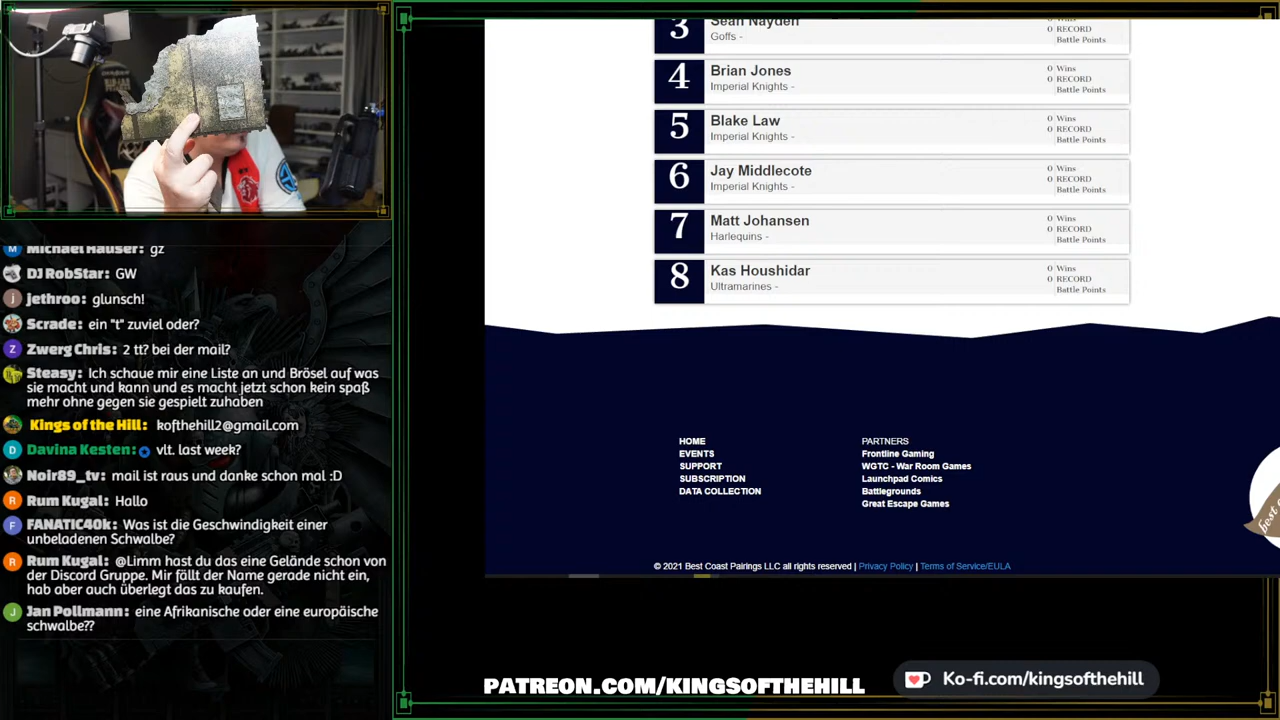 Michael Hauser: gz
DJ RobStar: GW
jethroo: glunsch!
Scrade: ein "t" zuviel oder?
Zwerg Chris: 2 tt? bei der mail?
Steasy: Ich schaue mir eine Liste an und Brösel auf was
sie macht und kann und es macht jetzt schon kein spaß
mehr ohne gegen sie gespielt zuhaben
Kings of the Hill: kofthehill2@gmail.com
Davina Kesten: vlt. last week?
Noir89_tv: mail ist raus und danke schon mal :D
Rum Kugal: Hallo
FANATIC40k: Was ist die Geschwindigkeit einer
unbeladenen Schwalbe?
Rum Kugal: @Limm hast du das eine Gelände schon von
der Discord Gruppe. Mir fällt der Name gerade nicht ein,
hab aber auch überlegt das zu kaufen.
Jan Pollmann: eine Afrikanische oder eine europäische
schwalbe??
3 Sean Nayden
Goffs -
0 Wins
0 RECORD
Battle Points
4 Brian Jones
Imperial Knights -
0 Wins
0 RECORD
Battle Points
5 Blake Law
Imperial Knights -
0 Wins
0 RECORD
Battle Points
6 Jay Middlecote
Imperial Knights -
0 Wins
0 RECORD
Battle Points
7 Matt Johansen
Harlequins -
0 Wins
0 RECORD
Battle Points
8 Kas Houshidar
Ultramarines -
0 Wins
0 RECORD
Battle Points
HOME
EVENTS
SUPPORT
SUBSCRIPTION
DATA COLLECTION
PARTNERS
Frontline Gaming
WGTC - War Room Games
Launchpad Comics
Battlegrounds
Great Escape Games
best
© 2021 Best Coast Pairings LLC all rights reserved | Privacy Policy | Terms of Service/EULA
PATREON.COM/KINGSOFTHEHILL
Ko-fi.com/kingsofthehill